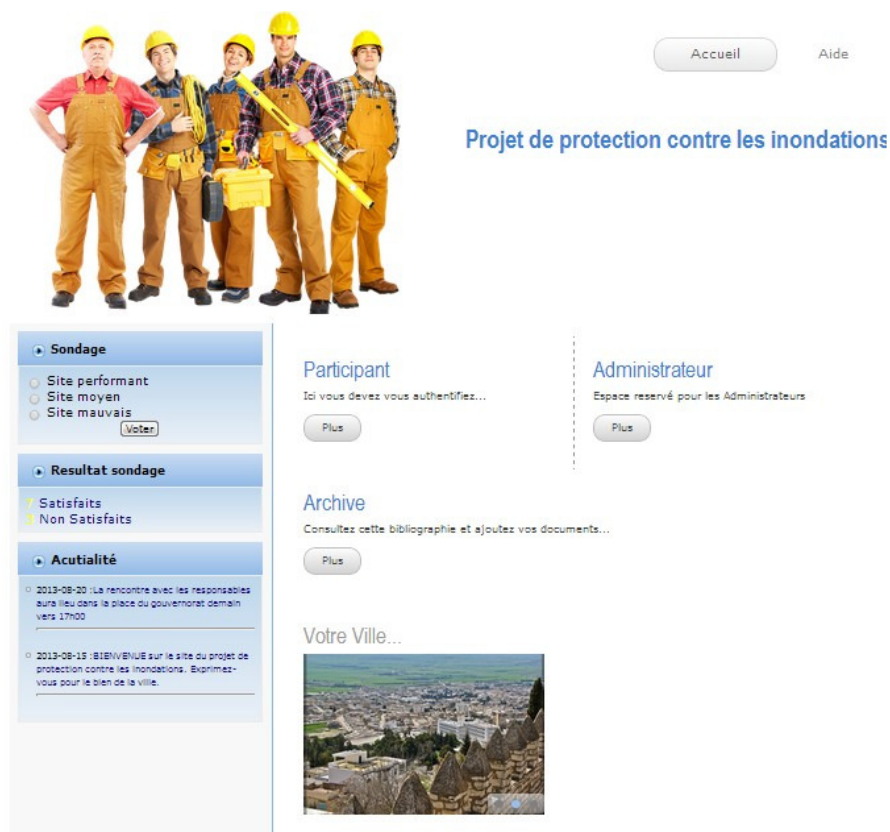 Accueil
Aide
Projet de protection contre les inondations
Sondage
Site performant
Site moyen
Site mauvais
Voter
Resultat sondage
7 Satisfaits
3 Non Satisfaits
Acutialité
2013-08-20 :La rencontre avec les responsables
aura lieu dans la place du gouvernorat demain
vers 17h00
2013-08-15 :BIENVENUE sur le site du projet de
protection contre les inondations. Exprimez-
vous pour le bien de la ville.
Participant
Ici vous devez vous authentifiez...
Plus
Administrateur
Espace reservé pour les Administrateurs
Plus
Archive
Consultez cette bibliographie et ajoutez vos documents...
Plus
Votre Ville...